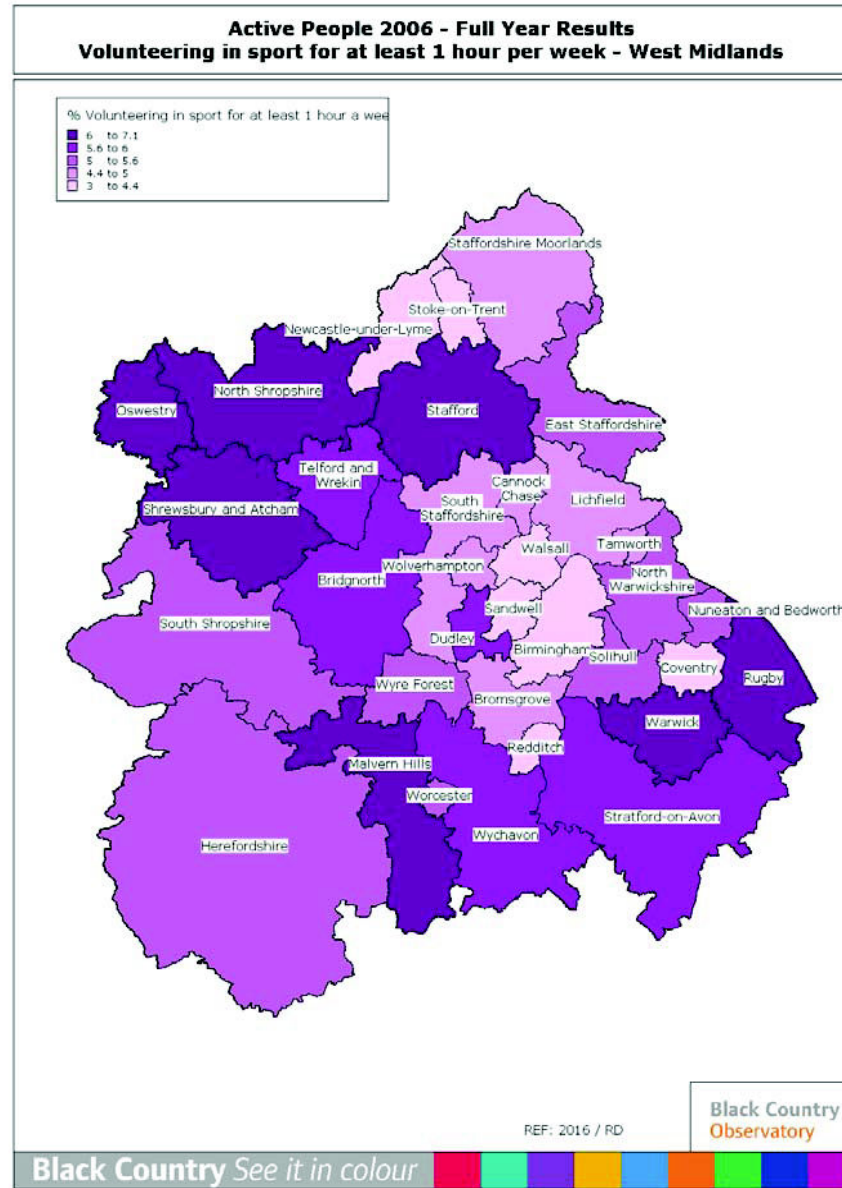 Active People 2006 - Full Year Results
Volunteering in sport for at least 1 hour per week - West Midlands
% Volunteering in sport for at least 1 hour a wee
6 to 7.1
5.6 to 6
5 to 5.6
4.4 to 5
3 to 4.4
Staffordshire Moorlands
Stoke-on-Trent
Newcastle-under-Lyme
North Shropshire
Oswestry
Stafford
East Staffordshire
Telford and
Wrekin
Cannock
Chase
Lichfield
South
Staffordshire
Shrewsbury and Atcham
Walsall
Tamworth
Wolverhampton
North
Warwickshire
Bridgnorth
Sandwell
Nuneaton and Bedworth
South Shropshire
Dudley
Birmingham
Solihull
Coventry
Rugby
Wyre Forest
Bromsgrove
Warwick
Redditch
Malvern Hills
Worcester
Stratford-on-Avon
Wychavon
Herefordshire
REF: 2016 / RD
Black Country
Observatory
Black Country See it in colour